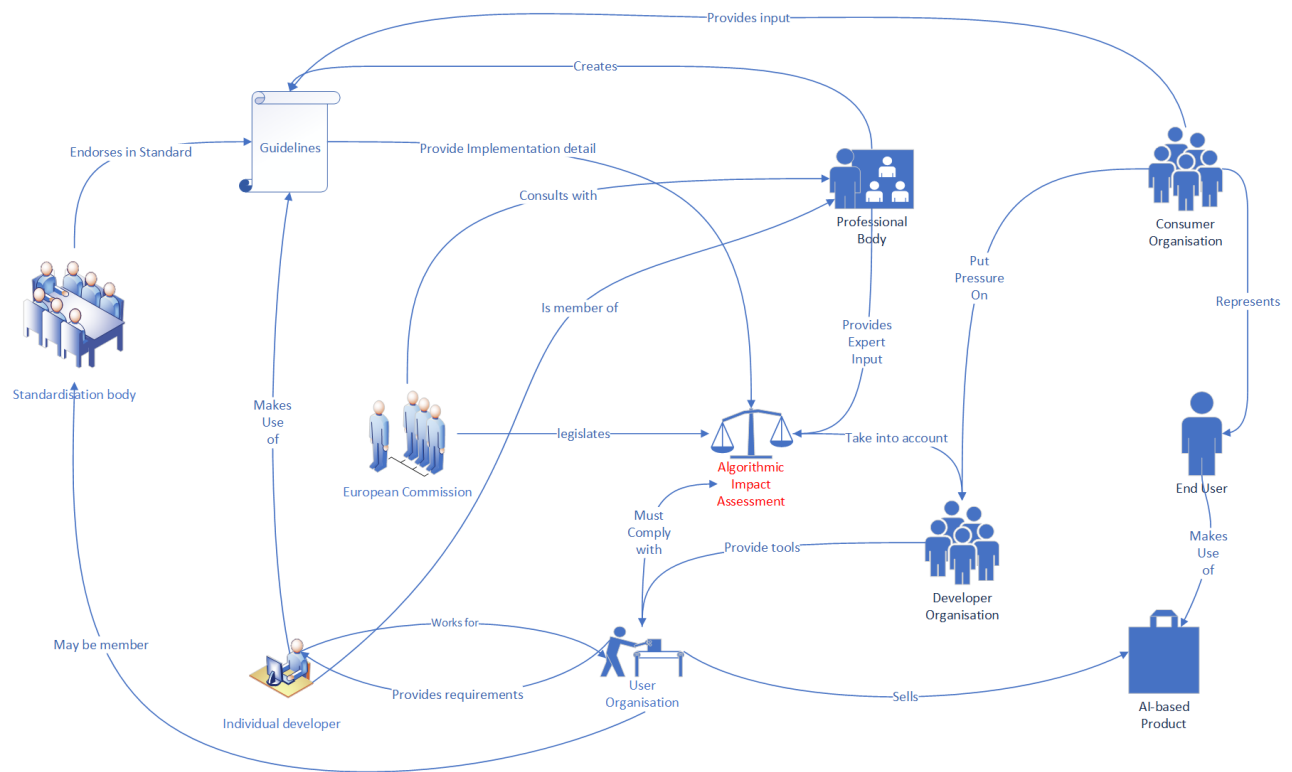 Provides input
Creates
Endorses in Standard
Guidelines
Provide Implementation detail
Consults with
Professional
Body
Consumer
Organisation
Put
Pressure
On
Is member of
Represents
Provides
Expert
Input
Standardisation body
Makes
Use
of
legislates
Take into account
European Commission
Algorithmic
Impact
Assessment
End User
Must
Comply
with
Provide tools
Makes
Use
of
Developer
Organisation
May be member
Works for
Provides requirements
User
Organisation
Sells
Individual developer
AI-based
Product